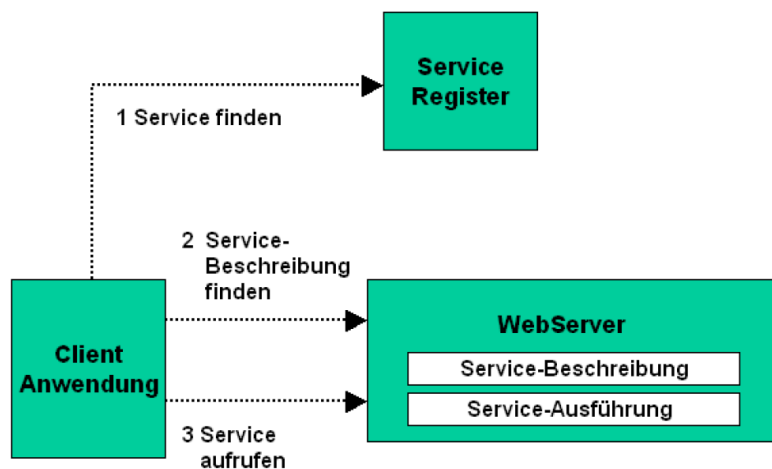 Service
Register
1 Service finden
2 Service-
Beschreibung
finden
Client
Anwendung
WebServer
Service-Beschreibung
Service-Ausführung
3 Service
aufrufen